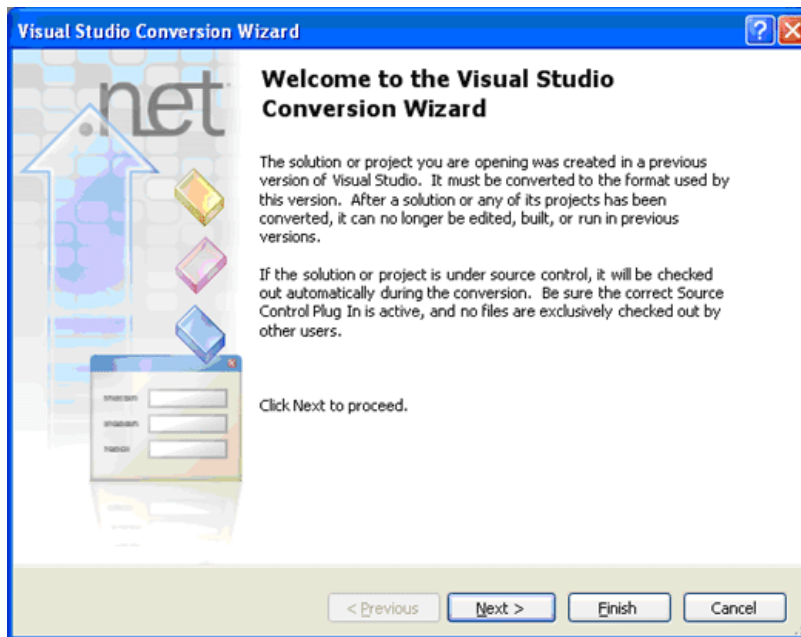 Visual Studio Conversion Wizard
.net
Welcome to the Visual Studio
Conversion Wizard
The solution or project you are opening was created in a previous
version of Visual Studio. It must be converted to the format used by
this version. After a solution or any of its projects has been
converted, it can no longer be edited, built, or run in previous
versions.
If the solution or project is under source control, it will be checked
out automatically during the conversion. Be sure the correct Source
Control Plug In is active, and no files are exclusively checked out by
other users.
Click Next to proceed.
< Previous
Next >
Finish
Cancel